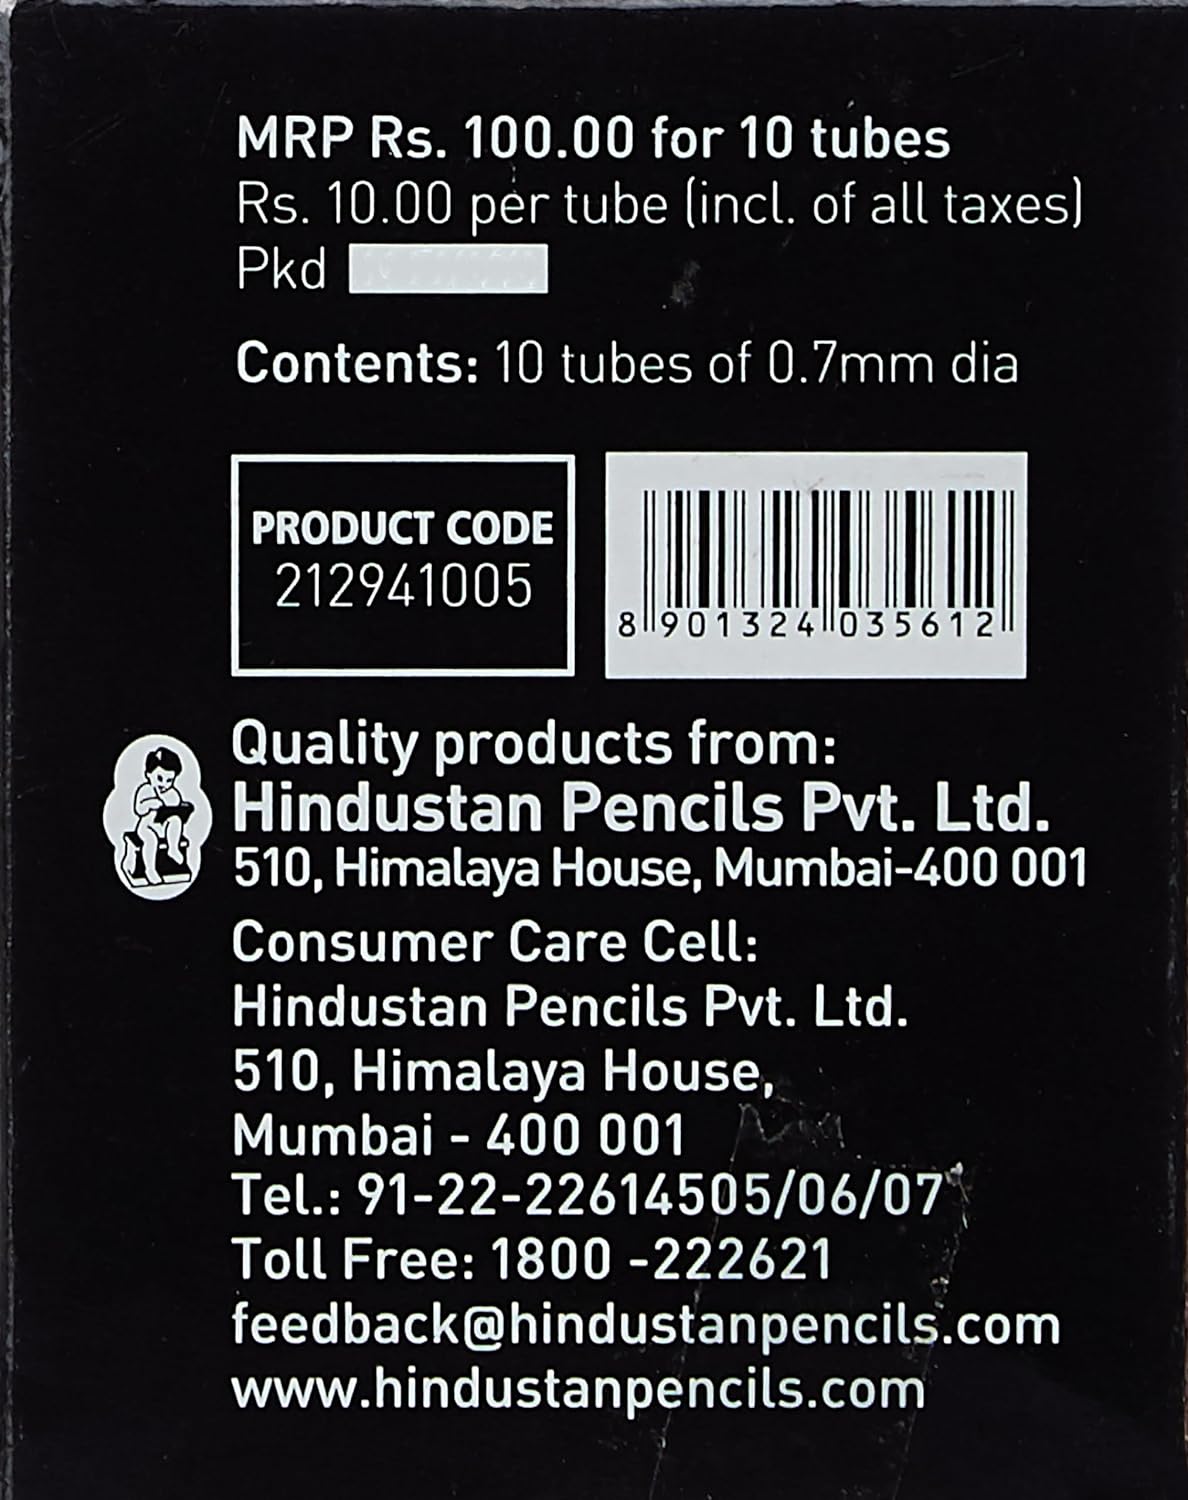 MRP Rs. 100.00 for 10 tubes
Rs. 10.00 per tube (incl. of all taxes)
Pkd
Contents: 10 tubes of 0.7mm dia
PRODUCT CODE
212941005
8 901324 035612
Quality products from:
Hindustan Pencils Pvt. Ltd.
510, Himalaya House, Mumbai-400 001
Consumer Care Cell:
Hindustan Pencils Pvt. Ltd.
510, Himalaya House,
Mumbai - 400 001
Tel.: 91-22-22614505/06/07
Toll Free: 1800 -222621
feedback@hindustanpencils.com
www.hindustanpencils.com